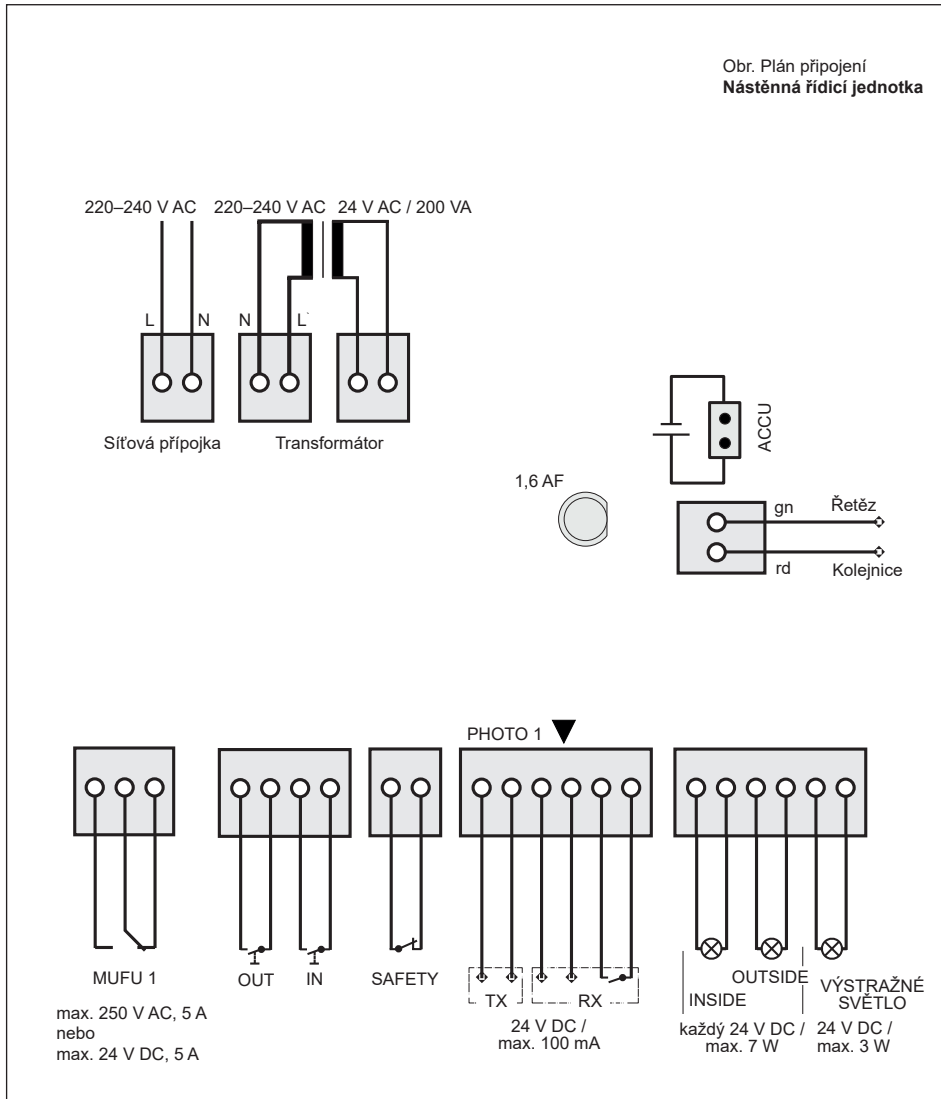 Obr. Plán připojení
Nástěnná řídicí jednotka
220–240 V AC 220–240 V AC 24 V AC / 200 VA
L N N L
Síťová přípojka Transformátor
ACCU
1,6 AF
gn Řetěz
rd Kolejnice
PHOTO 1
MUFU 1 OUT IN SAFETY
TX RX
INSIDE OUTSIDE VÝSTRAŽNÉ
SVĚTLO
max. 250 V AC, 5 A
nebo
max. 24 V DC, 5 A
24 V DC /
max. 100 mA
každý 24 V DC /
max. 7 W
24 V DC /
max. 3 W